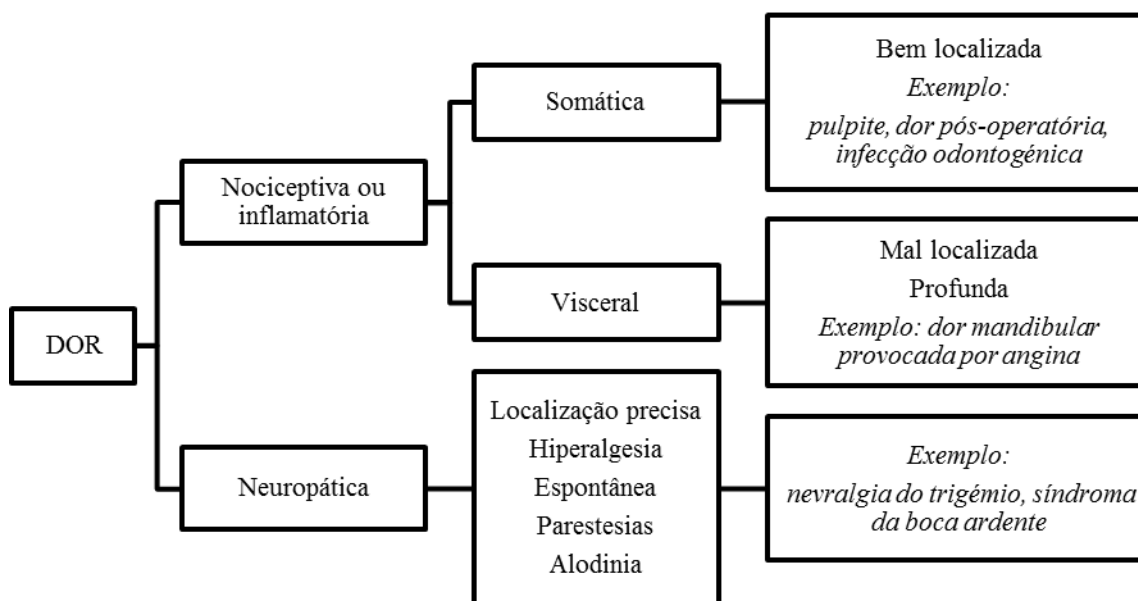 DOR
Nociceptiva ou
inflamatória
Somática
Bem localizada
Exemplo:
pulpite, dor pós-operatória,
infecção odontogénica
Visceral
Mal localizada
Profunda
Exemplo: dor mandibular
provocada por angina
Neuropática
Localização precisa
Hiperalgesia
Espontânea
Parestesias
Alodinia
Exemplo:
nevralgia do trigémio, síndroma
da boca ardente